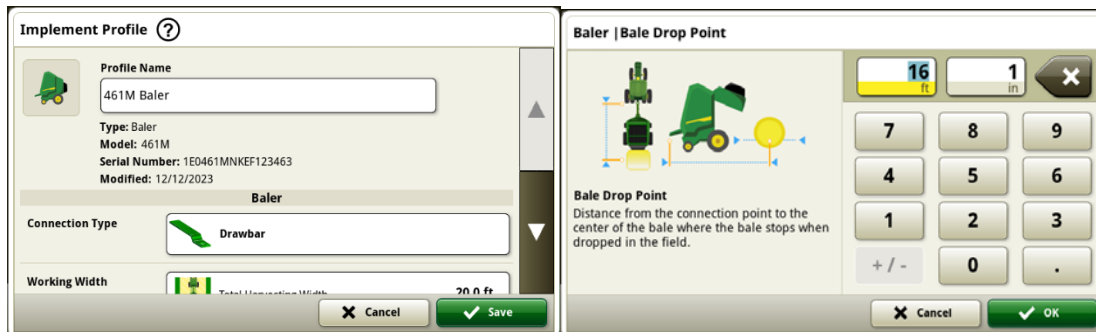 Implement Profile ?
Profile Name
461M Baler
Type: Baler
Model: 461M
Serial Number: 1E0461MNKEF123463
Modified: 12/12/2023
Baler
Connection Type
Drawbar
Working Width
Total Harvesting Width
20.0 ft
Cancel
Save
Baler |Bale Drop Point
16
ft
1
in
Bale Drop Point
Distance from the connection point to the
center of the bale where the bale stops when
dropped in the field.
7 8 9
4 5 6
1 2 3
+ / - 0 .
Cancel
OK